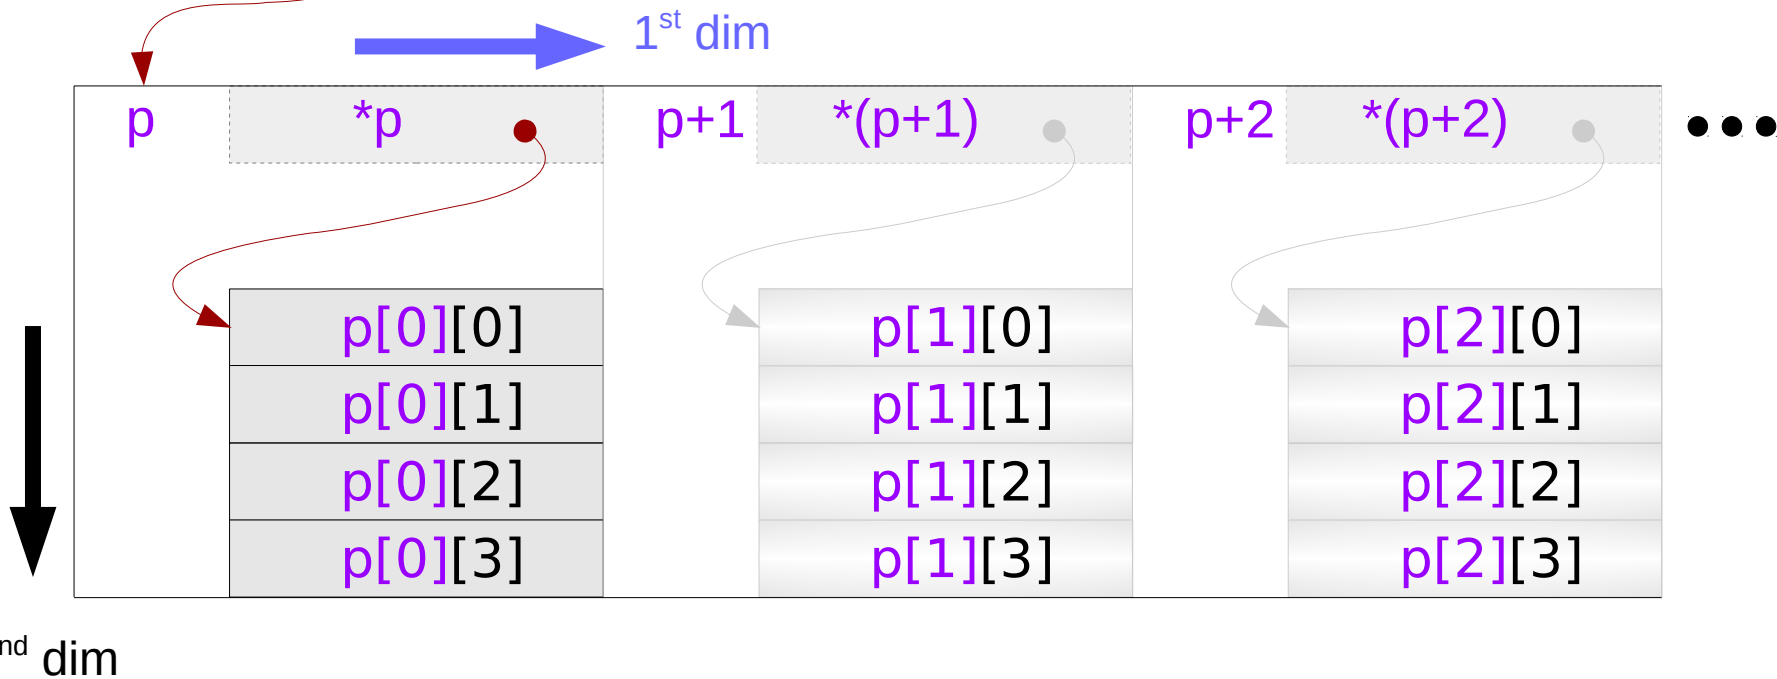 1st dim
p *p p+1 *(p+1) p+2 *(p+2) •••
p[0][0] p[1][0] p[2][0]
p[0][1] p[1][1] p[2][1]
p[0][2] p[1][2] p[2][2]
p[0][3] p[1][3] p[2][3]
nd dim